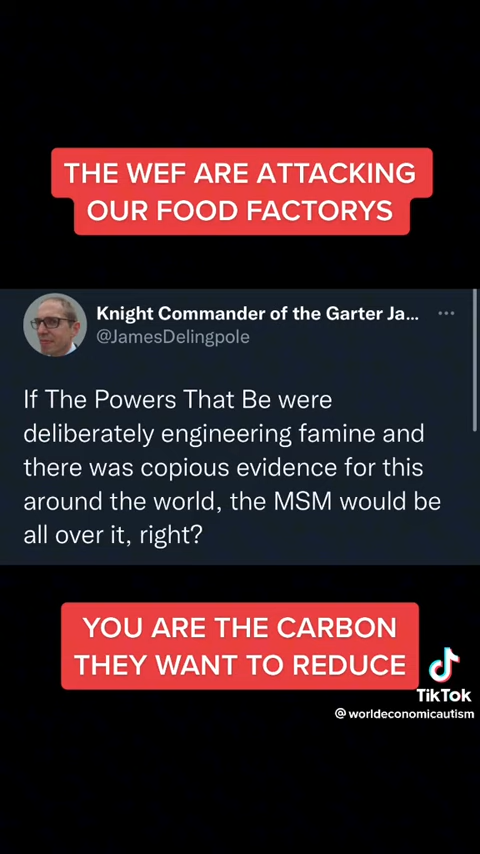 THE WEF ARE ATTACKING
OUR FOOD FACTORYS
Knight Commander of the Garter Ja...
@JamesDelingpole
If The Powers That Be were
deliberately engineering famine and
there was copious evidence for this
around the world, the MSM would be
all over it, right?
YOU ARE THE CARBON
THEY WANT TO REDUCE
TikTok
@worldeconomicautism